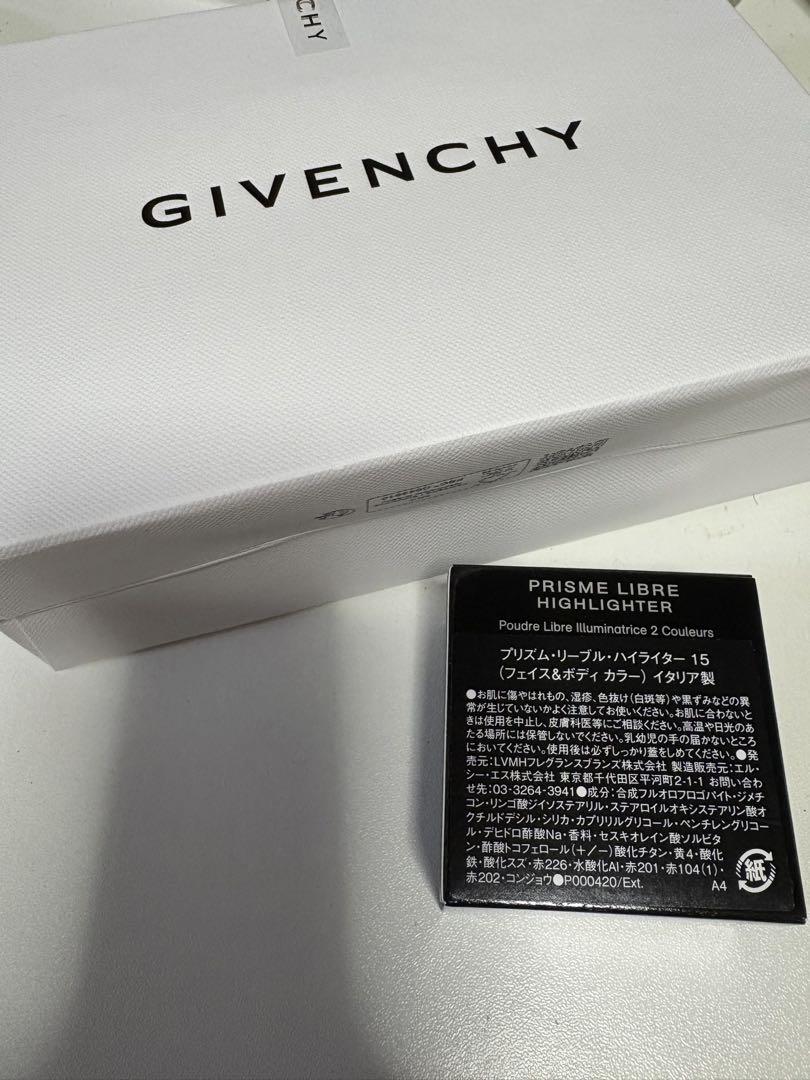 CHY
GIVENCHY
PRISME LIBRE
HIGHLIGHTER
Poudre Libre Illuminatrice 2 Couleurs
プリズム・リーブル・ハイライター 15
（フェイス&ボディ カラー）イタリア製
●お肌に傷やはれもの、湿疹、色抜け（白斑等）や黒ずみなどの異
常が生じていないかよく注意してお使いください。お肌に合わないと
きは使用を中止し、皮膚科医等にご相談ください。高温や日光のあ
たる場所には保管しないでください。乳幼児の手の届かないところ
においてください。使用後は必ずしっかり蓋をしめてください。●発
売元：LVMHフレグランスブランズ株式会社 製造販売元：エル・
シー・エス株式会社 東京都千代田区平河町2-1-1 お問い合わ
せ先：03-3264-3941●成分：合成フルオロフロゴパイト・ジメチ
コン・リンゴ酸ジイソステアリル・ステアロイルオキシステアリン酸オ
クチルドデシル・シリカ・カプリリルグリコール・ペンチレングリコー
ル・デヒドロ酢酸Na・香料・セスキオレイン酸ソルビタ
ン・酢酸トコフェロール（＋／－）酸化チタン・黄4・酸化
鉄・酸化スズ・赤226・水酸化Al・赤201・赤104（1）・
赤202・コンジョウ●P000420/Ext. A4
紙